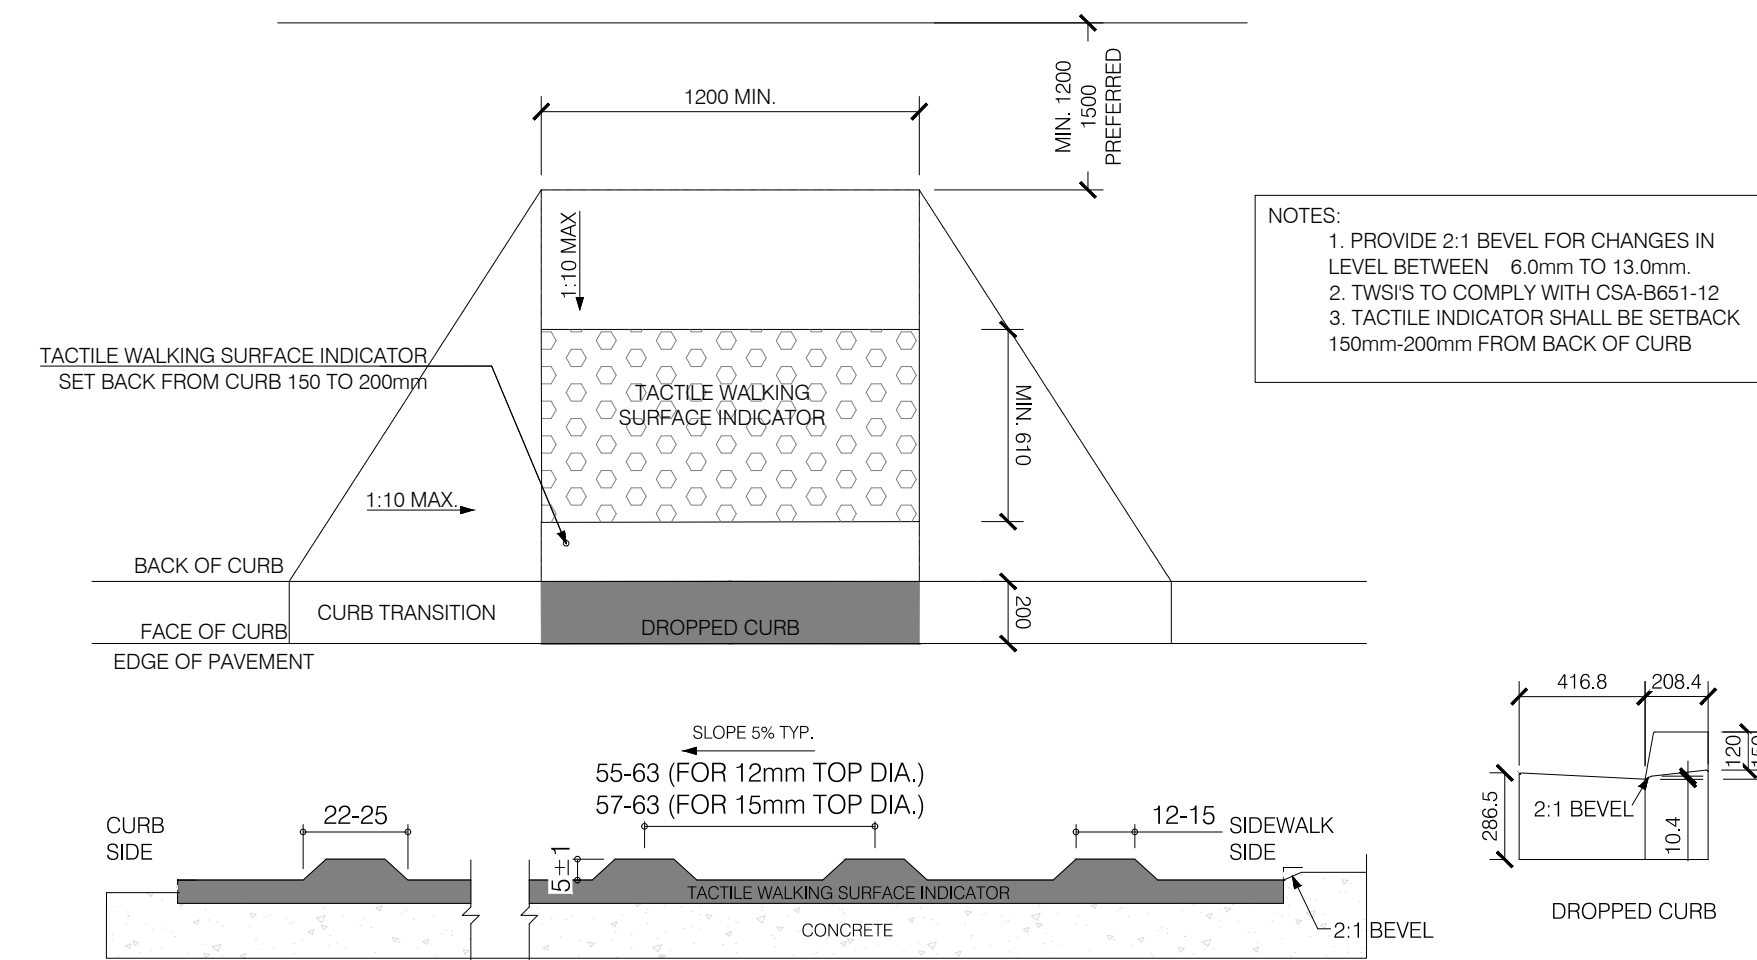 1200 MIN.
MIN. 1200
1500
PREFERRED
1:10 MAX
NOTES:
1. PROVIDE 2:1 BEVEL FOR CHANGES IN
LEVEL BETWEEN 6.0mm TO 13.0mm.
2. TWSI'S TO COMPLY WITH CSA-B651-12
3. TACTILE INDICATOR SHALL BE SETBACK
150mm-200mm FROM BACK OF CURB
TACTILE WALKING SURFACE INDICATOR
SET BACK FROM CURB 150 TO 200mm
TACTILE WALKING
SURFACE INDICATOR
MIN. 610
1:10 MAX.
BACK OF CURB
CURB TRANSITION
DROPPED CURB
200
FACE OF CURB
EDGE OF PAVEMENT
SLOPE 5% TYP.
55-63 (FOR 12mm TOP DIA.)
57-63 (FOR 15mm TOP DIA.)
CURB
SIDE
22-25
5±1
12-15
SIDEWALK
SIDE
TACTILE WALKING SURFACE INDICATOR
CONCRETE
2:1 BEVEL
416.8
208.4
120
286.5
2:1 BEVEL
10.4
DROPPED CURB